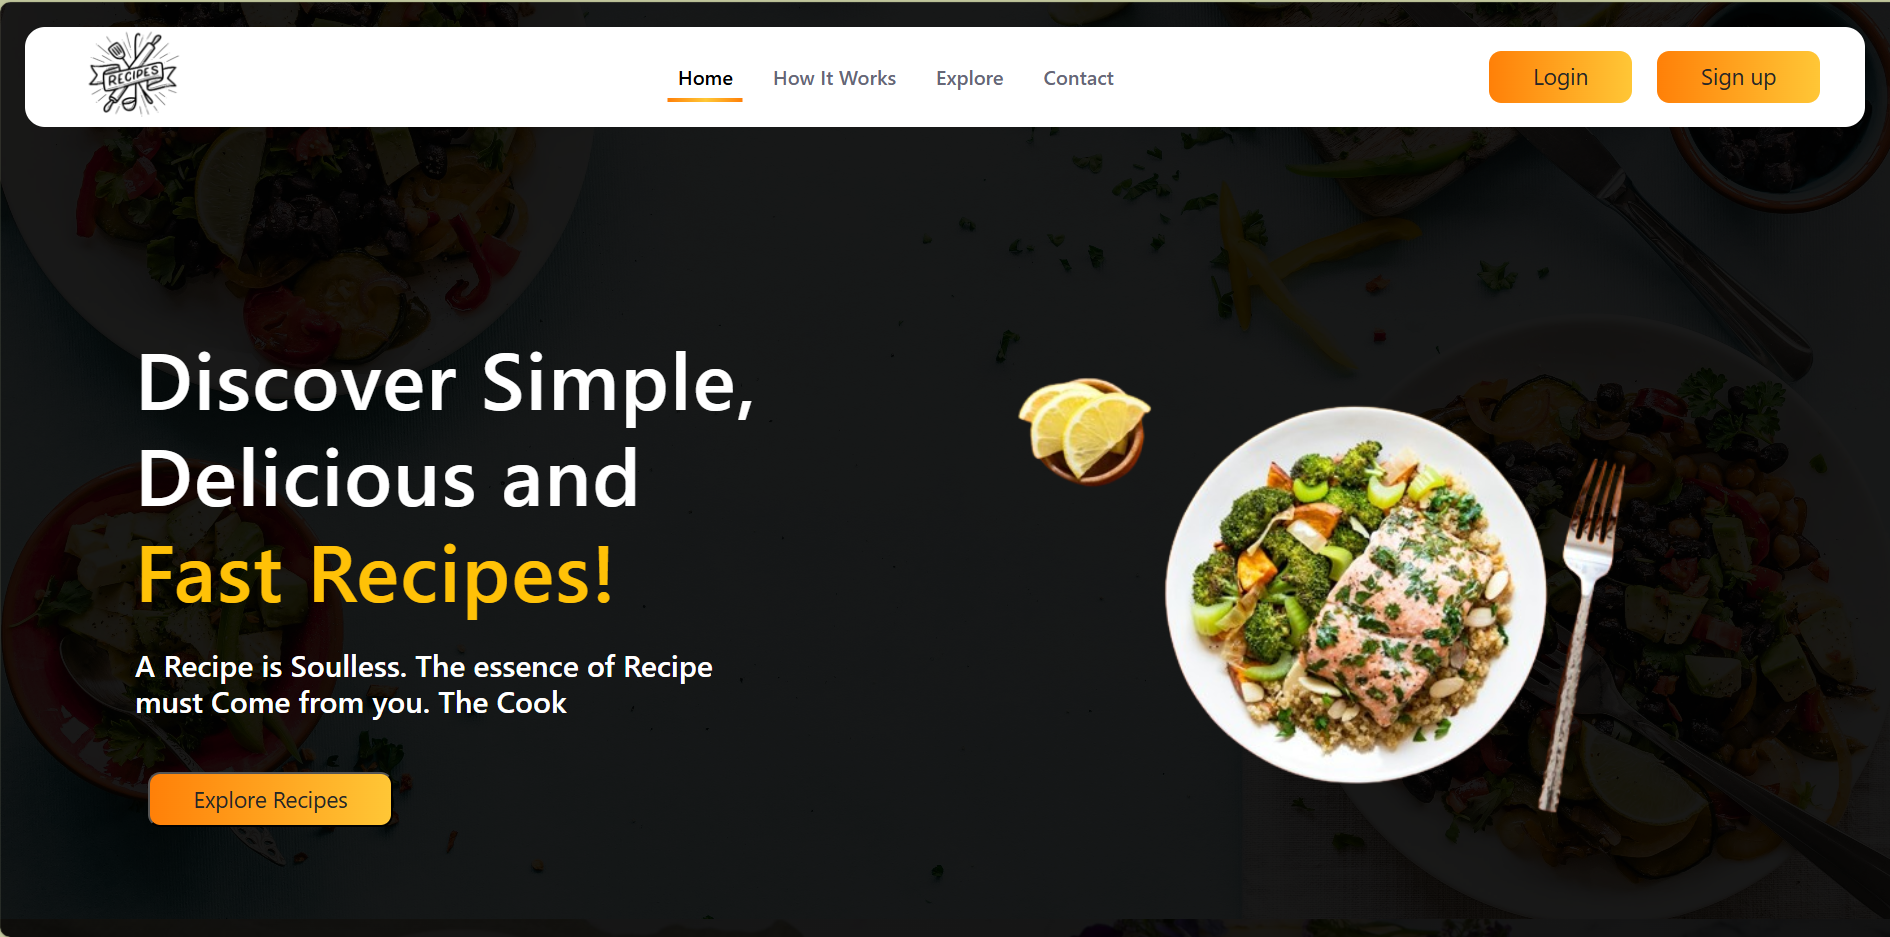 RECIPES
Home How It Works Explore Contact
Login Sign up
Discover Simple,
Delicious and
Fast Recipes!
A Recipe is Soulless. The essence of Recipe
must Come from you. The Cook
Explore Recipes